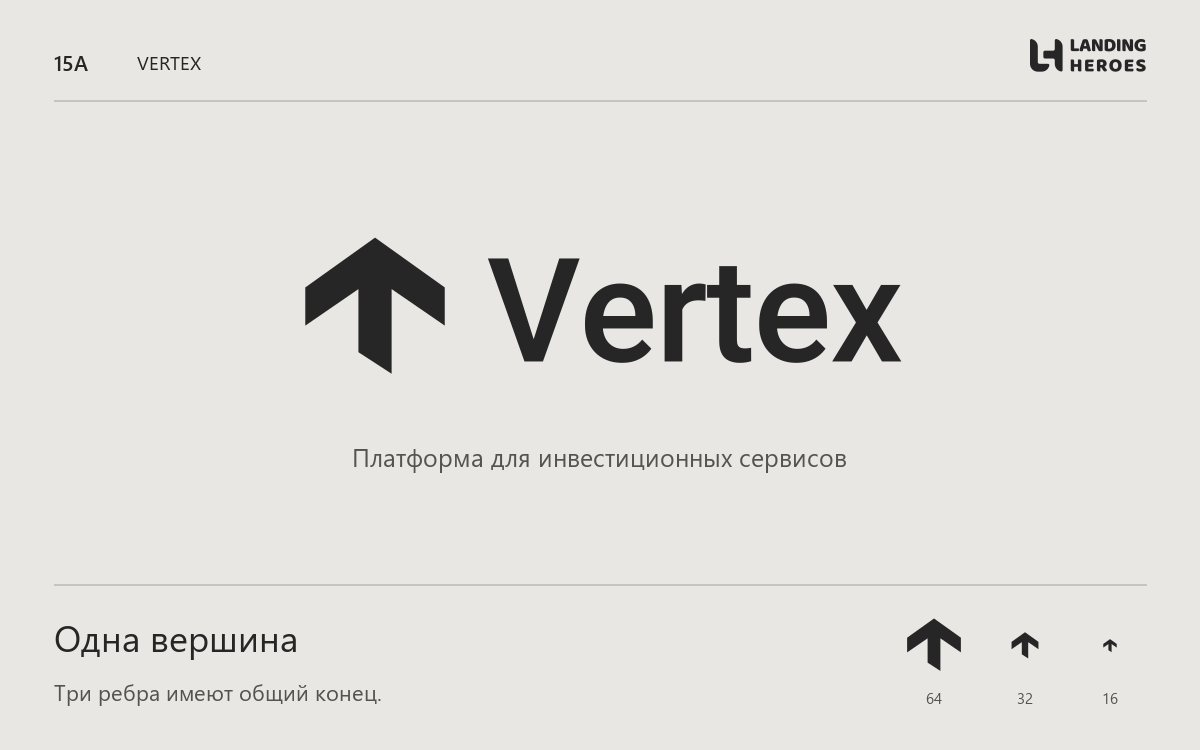 15A VERTEX
LANDING
HEROES
Vertex
Платформа для инвестиционных сервисов
Одна вершина
Три ребра имеют общий конец.
64 32 16